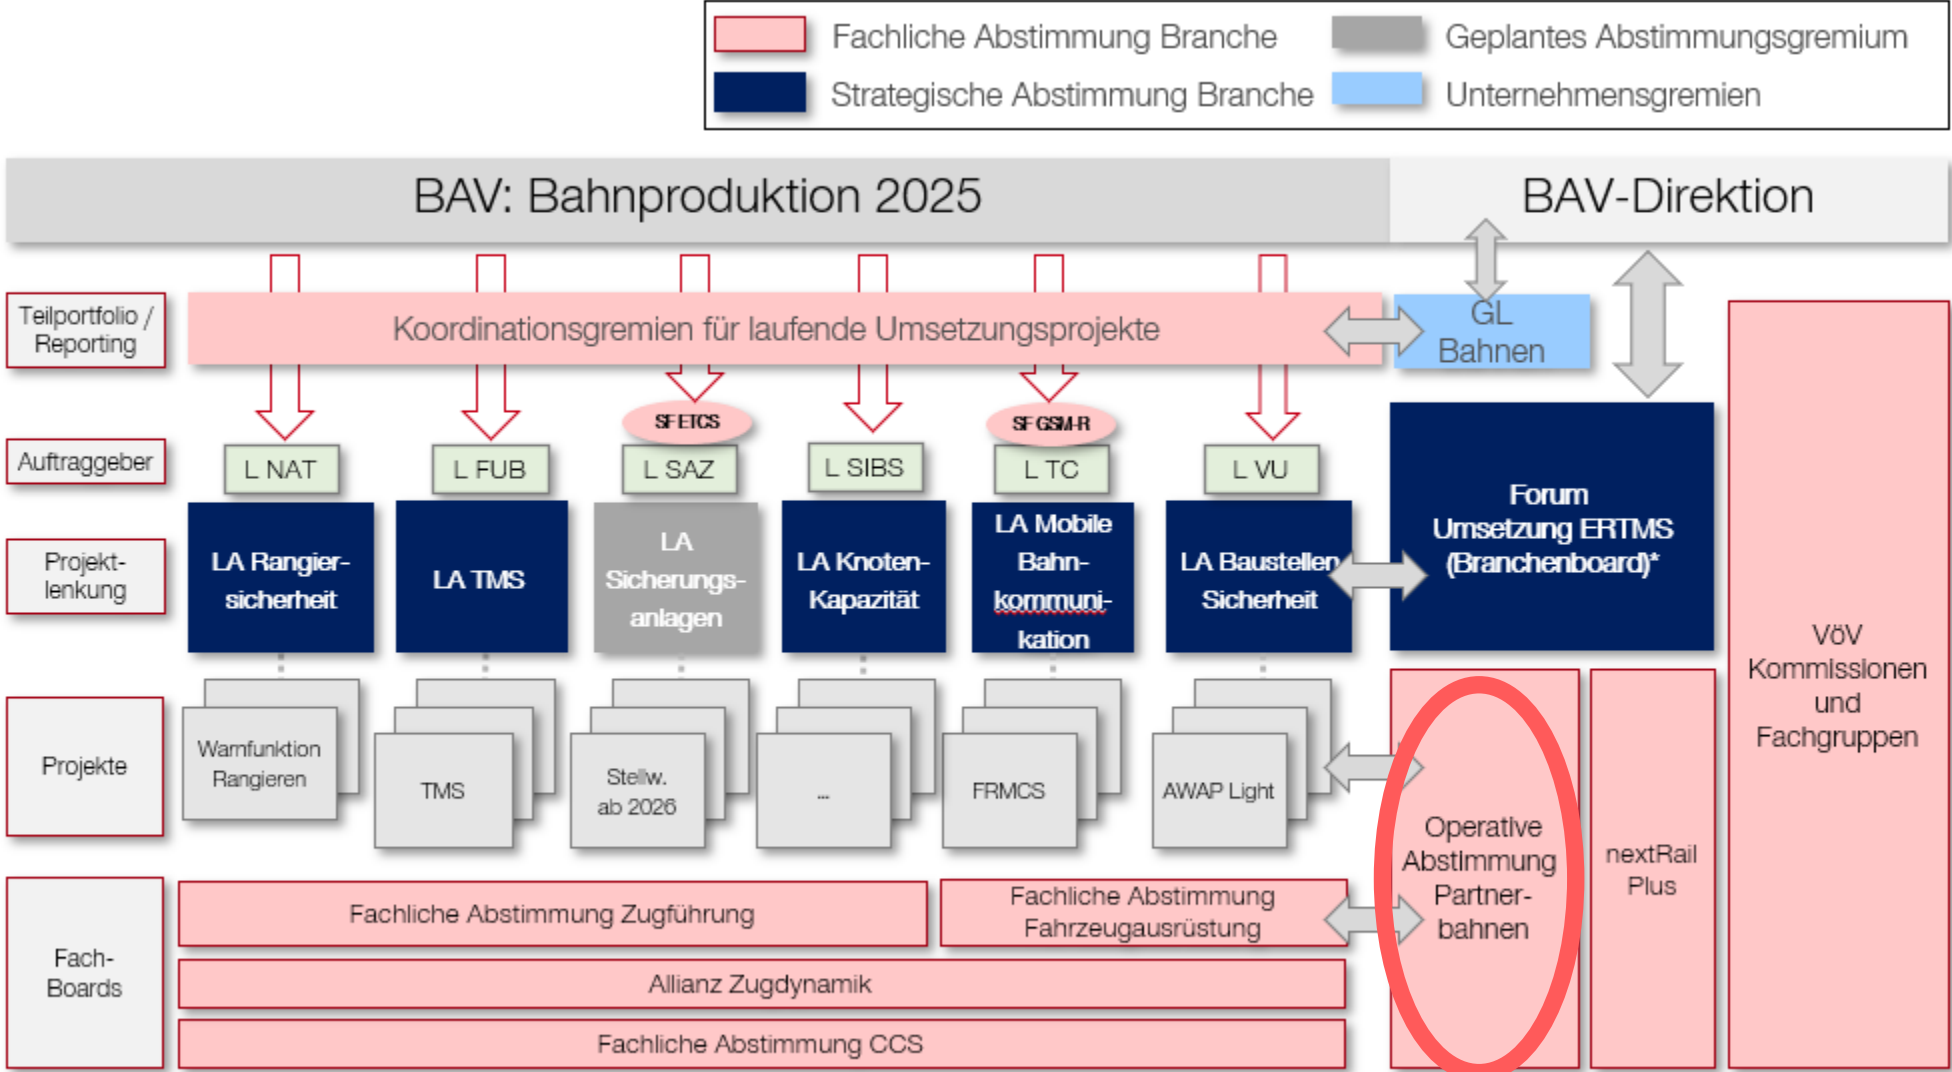 Fachliche Abstimmung Branche
Geplantes Abstimmungsgremium
Strategische Abstimmung Branche
Unternehmensgremien
BAV: Bahnproduktion 2025
BAV-Direktion
Teilportfolio /
Reporting
Koordinationsgremien für laufende Umsetzungsprojekte
GL
Bahnen
Auftraggeber
SF ETCS
SF GSM-R
L NAT
L FUB
L SAZ
L SIBS
L TC
L VU
Projekt-
lenkung
LA Rangier-
sicherheit
LA TMS
LA
Sicherungs-
anlagen
LA Knoten-
Kapazität
LA Mobile
Bahn-
kommuni-
kation
LA Baustellen
Sicherheit
Forum
Umsetzung ERTMS
(Branchenboard)*
VöV
Kommissionen
und
Fachgruppen
Projekte
Warnfunktion
Rangieren
TMS
Stellw.
ab 2026
...
FRMCS
AWAP Light
Operative
Abstimmung
Partner-
bahnen
nextRail
Plus
Fach-
Boards
Fachliche Abstimmung Zugführung
Fachliche Abstimmung
Fahrzeugausrüstung
Allianz Zugdynamik
Fachliche Abstimmung CCS